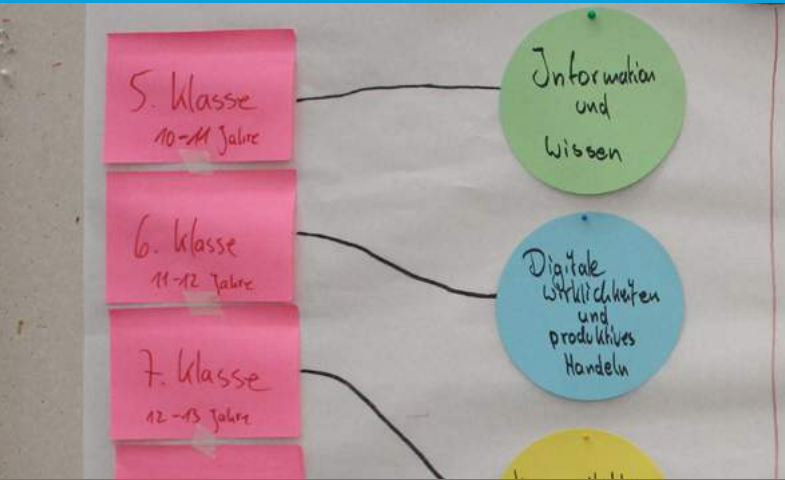 5. Klasse
10-11 Jahre
Information
und
Wissen
6. Klasse
11-12 Jahre
Digitale
wirklichkeiten
und
produktives
Handeln
7. Klasse
12-13 Jahre